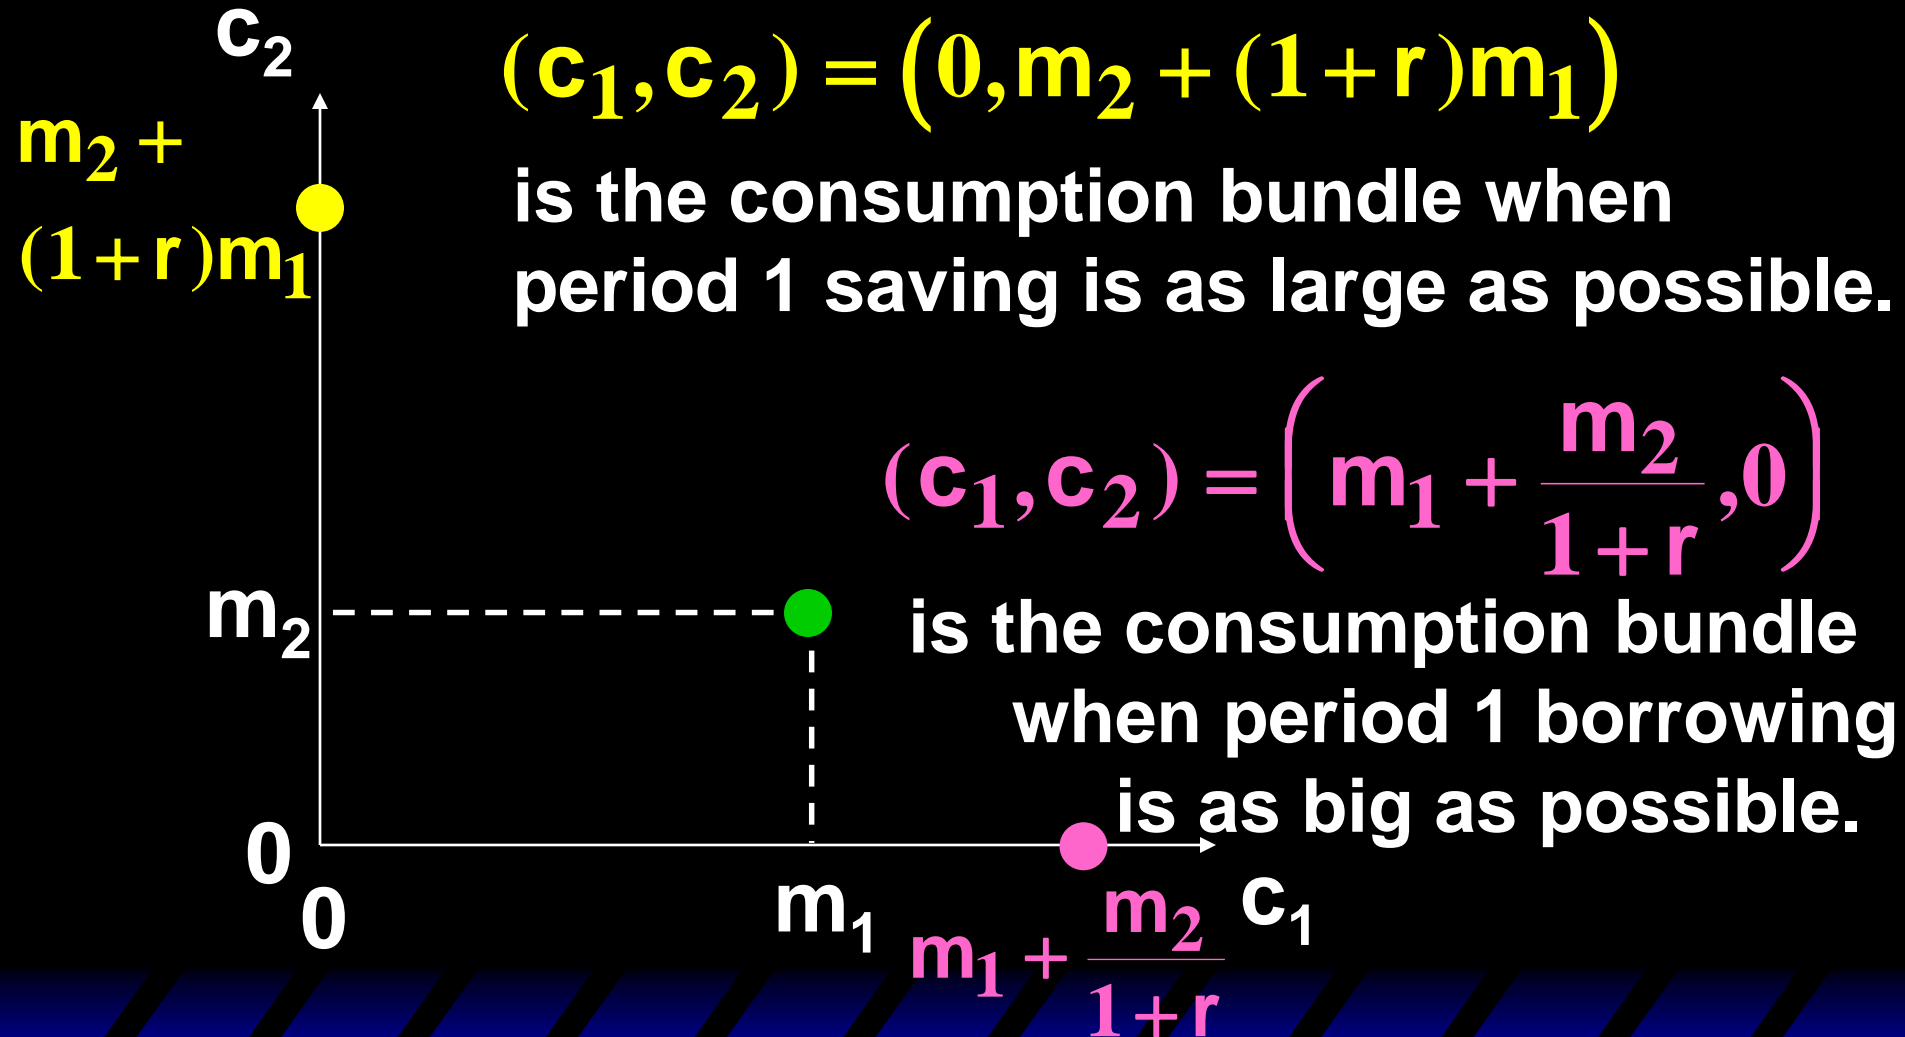 c₂
(c₁,c₂) = (0,m₂ + (1 + r)m₁)
m₂ +
(1 + r)m₁
is the consumption bundle when
period 1 saving is as large as possible.
(c₁,c₂) = (m₁ + m₂/(1 + r),0)
m₂
is the consumption bundle
when period 1 borrowing
is as big as possible.
0
0
m₁
m₁ + m₂/(1 + r)
c₁